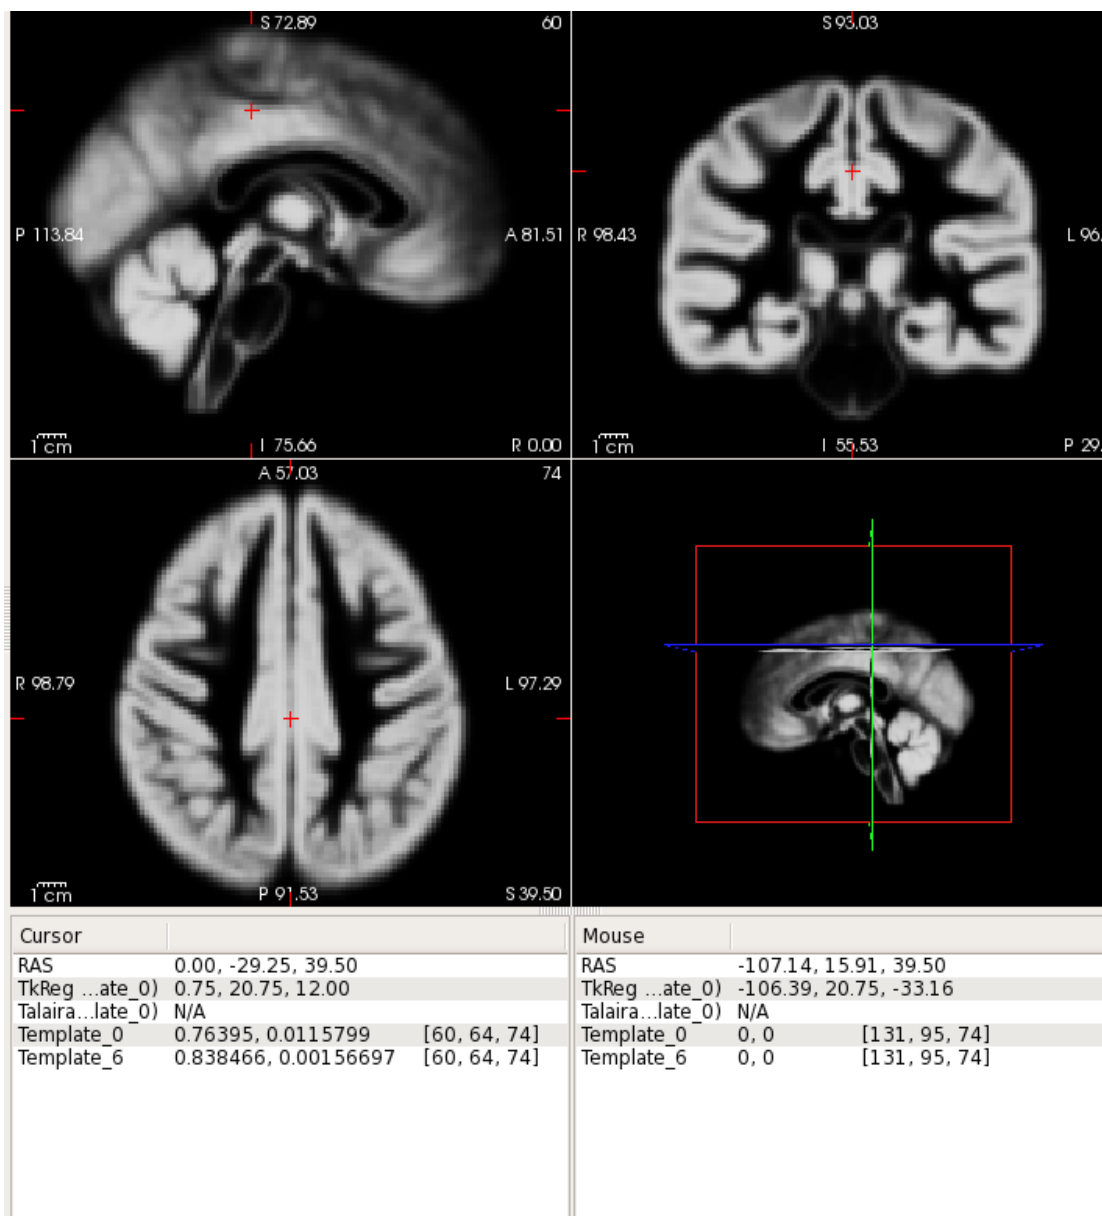 S 72.89 60
S 93.03
P 113.84 A 81.51
R 98.43 L 96.
1 cm I 75.66 R 0.00
1 cm I 55.53 P 29.
A 57.03 74
R 98.79 L 97.29
1 cm P 91.53 S 39.50
Cursor
RAS 0.00, -29.25, 39.50
TkReg ...ate_0) 0.75, 20.75, 12.00
Talaira...late_0) N/A
Template_0 0.76395, 0.0115799 [60, 64, 74]
Template_6 0.838466, 0.00156697 [60, 64, 74]
Mouse
RAS -107.14, 15.91, 39.50
TkReg ...ate_0) -106.39, 20.75, -33.16
Talaira...late_0) N/A
Template_0 0, 0 [131, 95, 74]
Template_6 0, 0 [131, 95, 74]